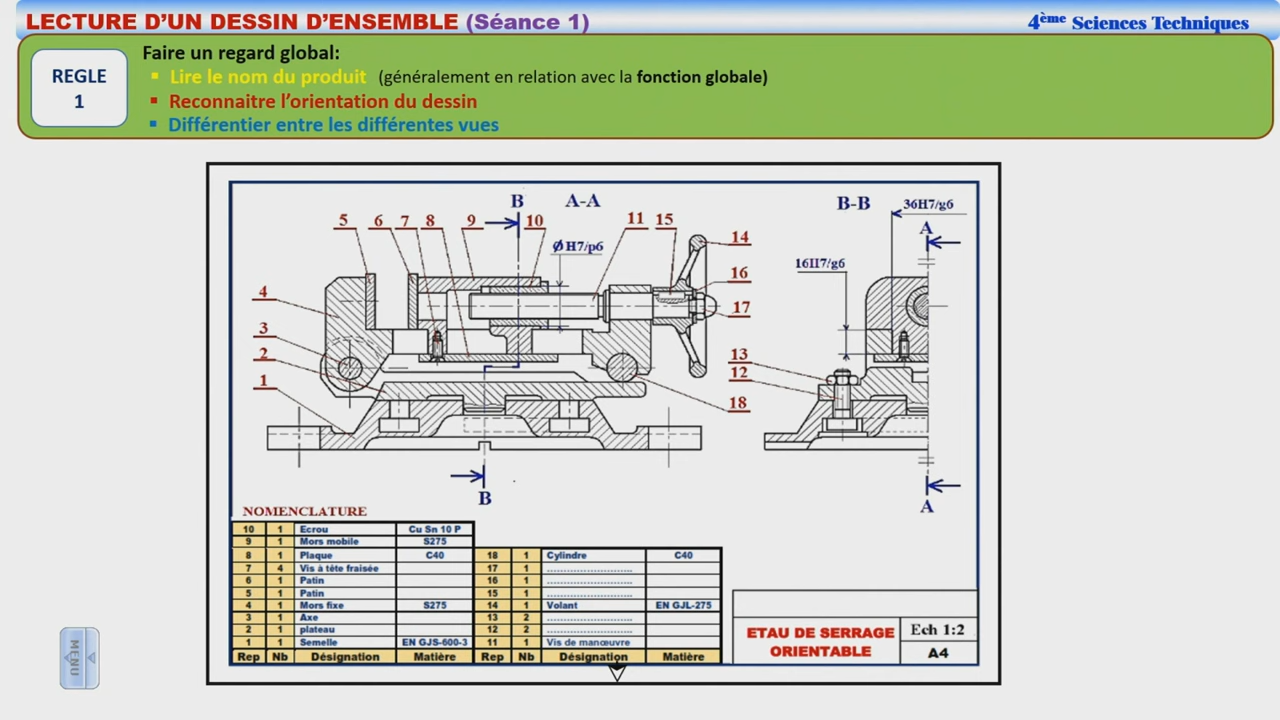 LECTURE D’UN DESSIN D’ENSEMBLE (Séance 1)
4ème Sciences Techniques
REGLE
1
Faire un regard global:
Lire le nom du produit (généralement en relation avec la fonction globale)
Reconnaitre l’orientation du dessin
Différentier entre les différentes vues
B A-A B-B 36H7/g6
5 6 7 8 9 10 11 15 14 A
Ø H7/p6
16H7/g6
16
4
17
3
2
13
12
1
18
B
A
NOMENCLATURE
10 1 Ecrou Cu Sn 10 P
9 1 Mors mobile S275
8 1 Plaque C40 18 1 Cylindre C40
7 4 Vis à tête fraisée 17 1 .....................
6 1 Patin 16 1 .....................
5 1 Patin 15 1 .....................
4 1 Mors fixe S275 14 1 Volant EN GJL-275
3 1 Axe 13 2 .....................
2 1 plateau 12 2 .....................
1 1 Semelle EN GJS-600-3 11 1 Vis de manœuvre
Rep Nb Désignation Matière Rep Nb Désignation Matière
ETAU DE SERRAGE
ORIENTABLE
Ech 1:2
A4
MENU